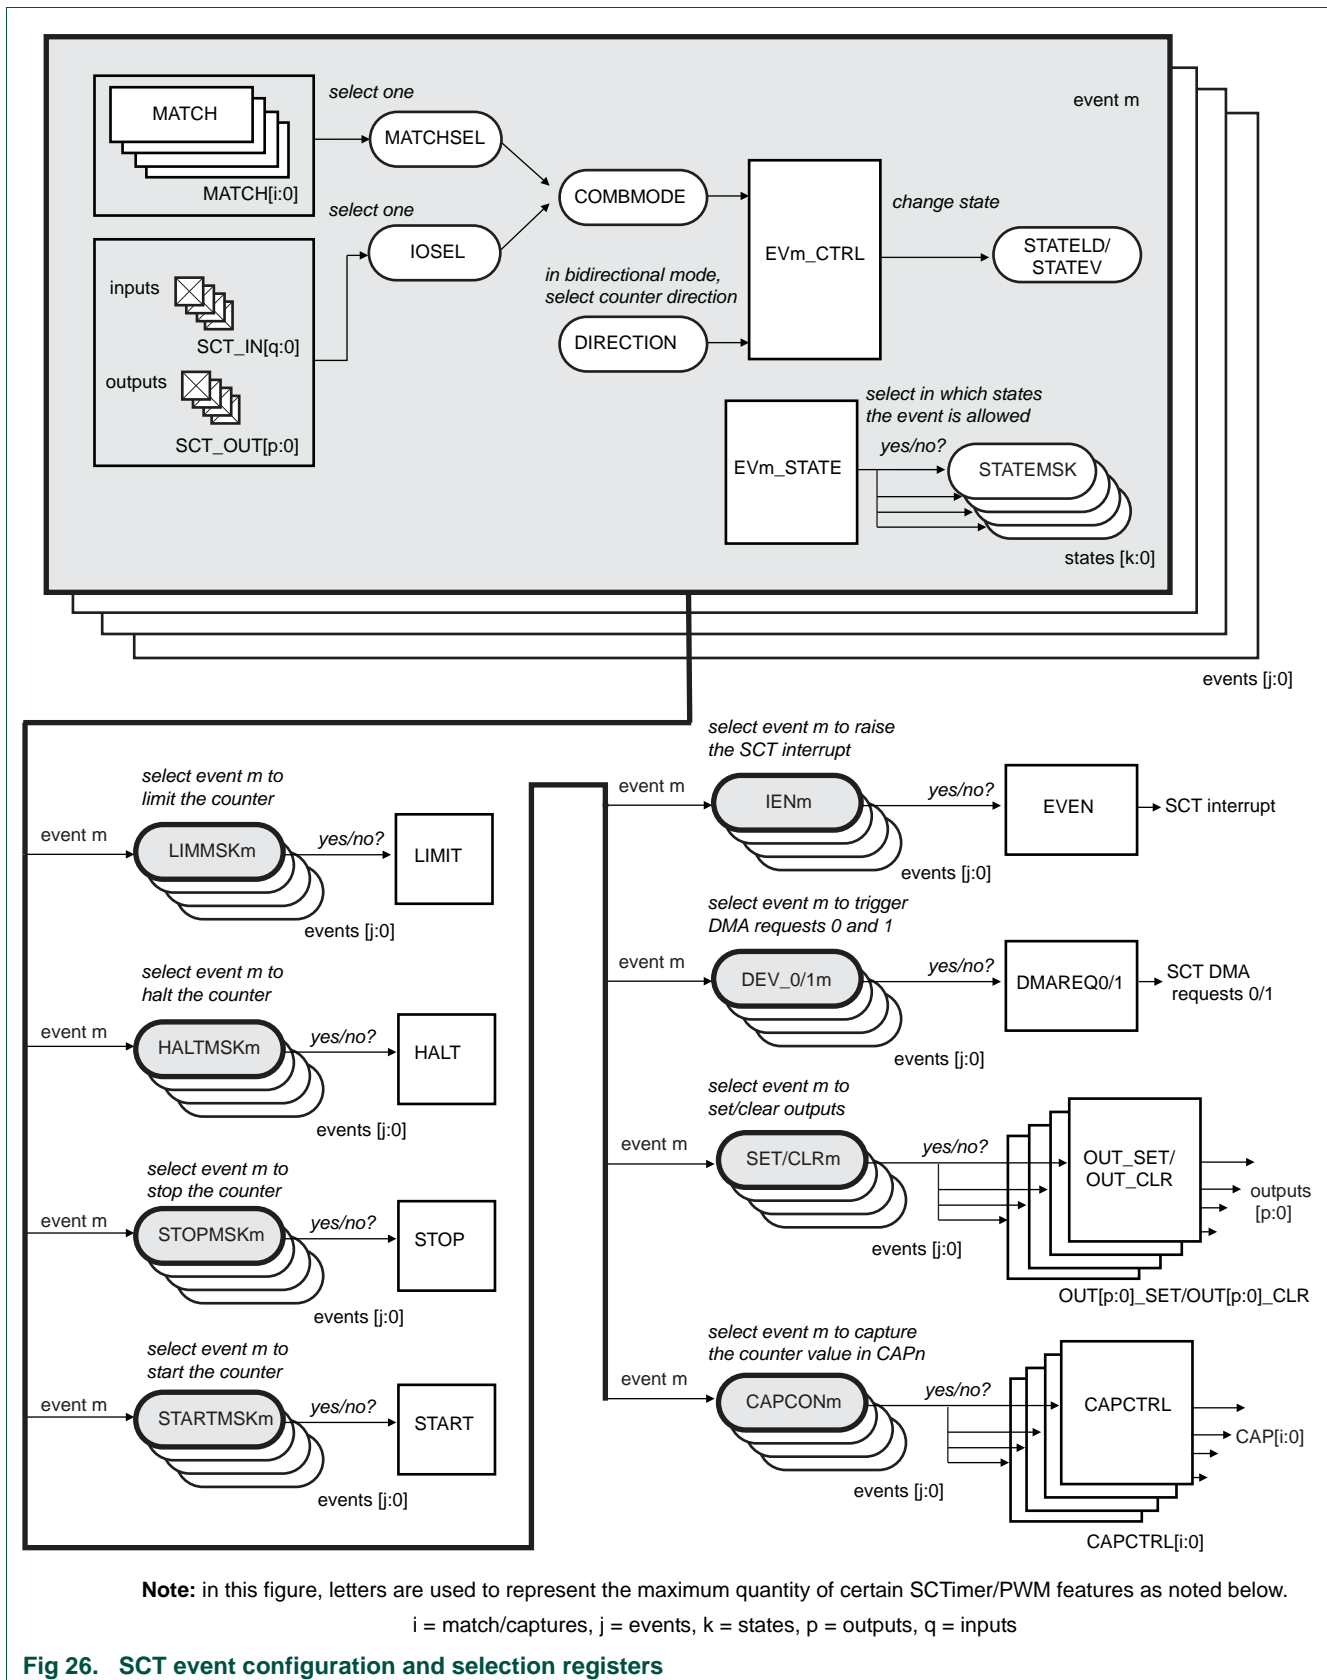 event m
select one
MATCH
MATCHSEL
MATCH[i:0]
select one
COMBMODE
change state
IOSEL
EVm_CTRL
STATELD/
STATEV
inputs
in bidirectional mode,
select counter direction
SCT_IN[q:0]
DIRECTION
outputs
SCT_OUT[p:0]
select in which states
the event is allowed
yes/no?
EVm_STATE
STATEMSK
states [k:0]
events [j:0]
select event m to
limit the counter
event m
LIMMSKm
yes/no?
LIMIT
events [j:0]
select event m to
halt the counter
event m
HALTMSKm
yes/no?
HALT
events [j:0]
select event m to
stop the counter
event m
STOPMSKm
yes/no?
STOP
events [j:0]
select event m to
start the counter
event m
STARTMSKm
yes/no?
START
events [j:0]
select event m to raise
the SCT interrupt
event m
IENm
yes/no?
EVEN
SCT interrupt
events [j:0]
select event m to trigger
DMA requests 0 and 1
event m
DEV_0/1m
yes/no?
DMAREQ0/1
SCT DMA
requests 0/1
events [j:0]
select event m to
set/clear outputs
event m
SET/CLRm
yes/no?
OUT_SET/
OUT_CLR
outputs
[p:0]
events [j:0]
OUT[p:0]_SET/OUT[p:0]_CLR
select event m to capture
the counter value in CAPn
event m
CAPCONm
yes/no?
CAPCTRL
CAP[i:0]
events [j:0]
CAPCTRL[i:0]
Note: in this figure, letters are used to represent the maximum quantity of certain SCTimer/PWM features as noted below.
i = match/captures, j = events, k = states, p = outputs, q = inputs
Fig 26. SCT event configuration and selection registers